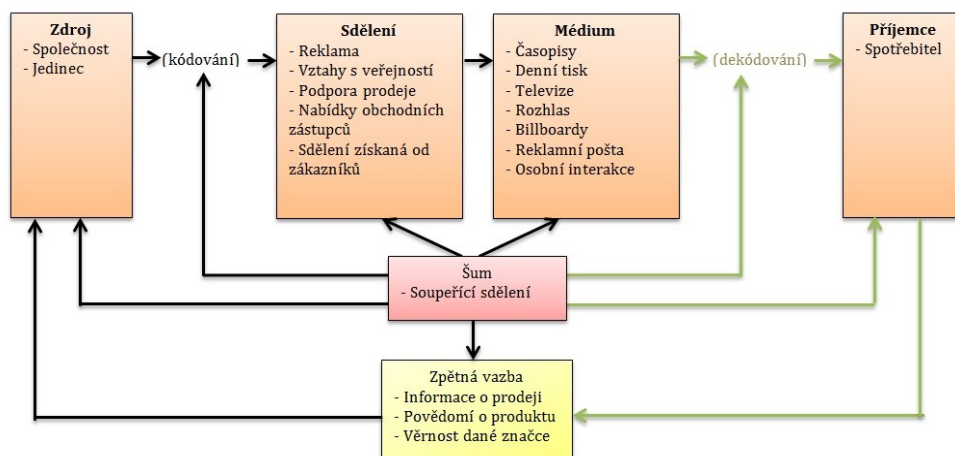 Zdroj
- Společnost
- Jedinec
(kódování)
Sdělení
- Reklama
- Vztahy s veřejností
- Podpora prodeje
- Nabídky obchodních
zástupců
- Sdělení získaná od
zákazníků
Médium
- Časopisy
- Denní tisk
- Televize
- Rozhlas
- Billboardy
- Reklamní pošta
- Osobní interakce
(dekódování)
Příjemce
- Spotřebitel
Šum
- Soupeřící sdělení
Zpětná vazba
- Informace o prodeji
- Povědomí o produktu
- Věrnost dané značce